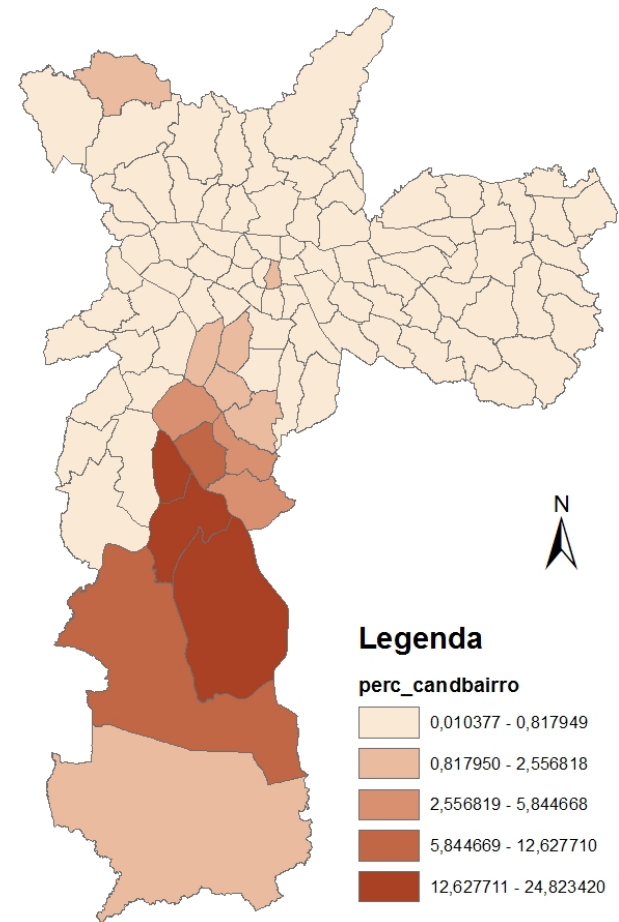 N
Legenda
perc_candbairro
0,010377 - 0,817949
0,817950 - 2,556818
2,556819 - 5,844668
5,844669 - 12,627710
12,627711 - 24,823420